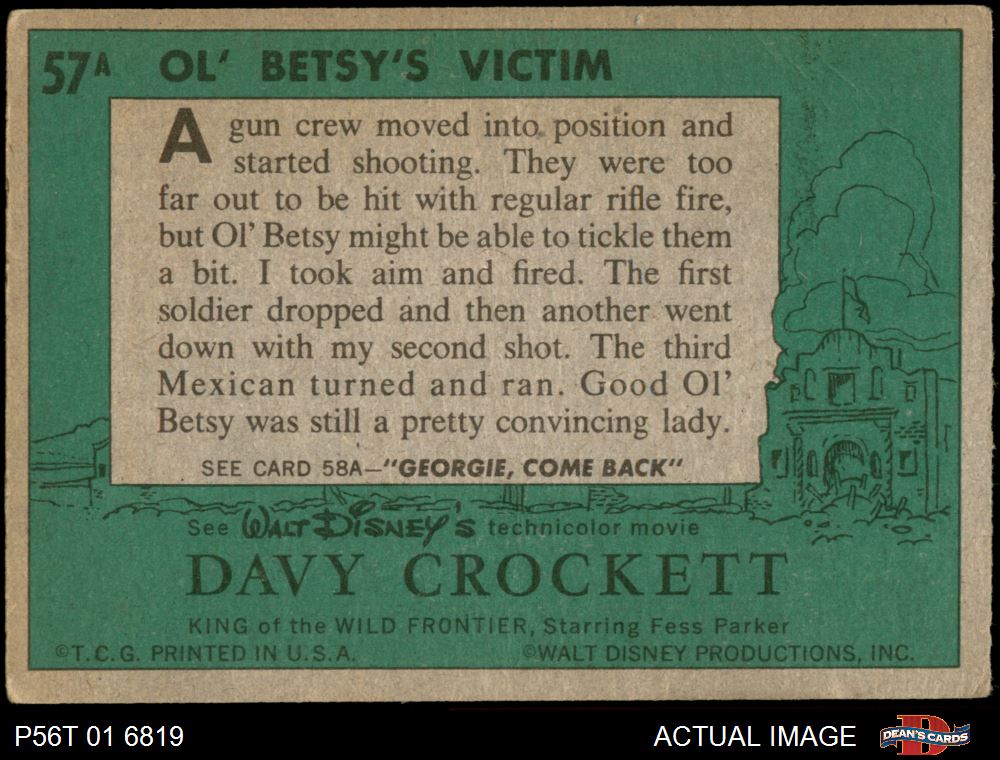 57A OL' BETSY'S VICTIM
A gun crew moved into position and
started shooting. They were too
far out to be hit with regular rifle fire,
but Ol' Betsy might be able to tickle them
a bit. I took aim and fired. The first
soldier dropped and then another went
down with my second shot. The third
Mexican turned and ran. Good Ol'
Betsy was still a pretty convincing lady.
SEE CARD 58A—"GEORGIE, COME BACK"
See WALT DISNEY'S technicolor movie
DAVY CROCKETT
KING of the WILD FRONTIER, Starring Fess Parker
©T.C.G. PRINTED IN U.S.A. ©WALT DISNEY PRODUCTIONS, INC.
P56T 01 6819 ACTUAL IMAGE D DEAN'S CARDS